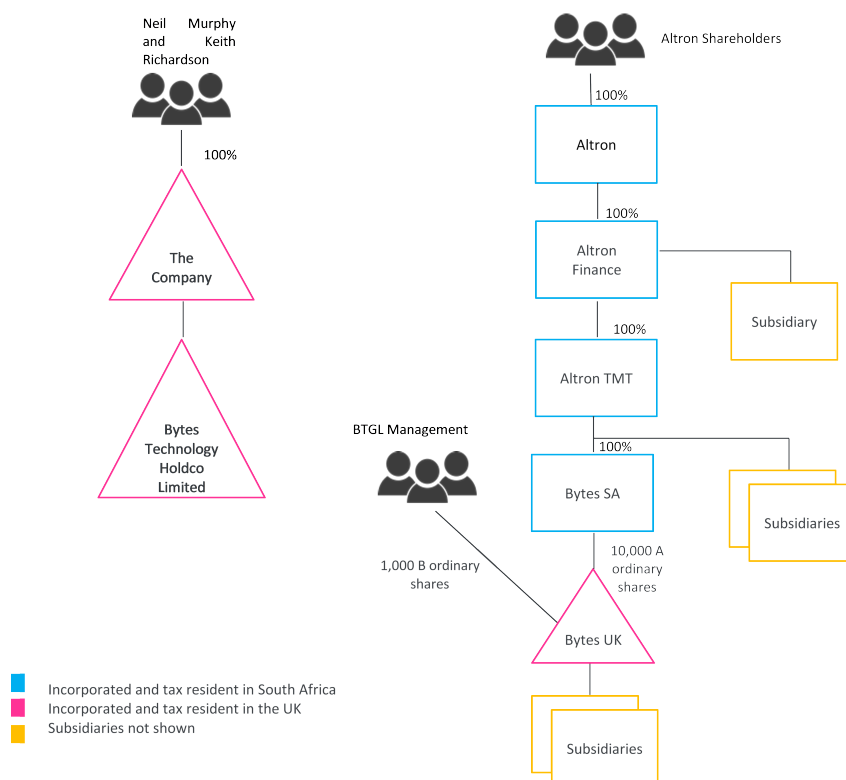 Neil Murphy
and Keith
Richardson
100%
The
Company
Bytes
Technology
Holdco
Limited
Altron Shareholders
100%
Altron
100%
Altron
Finance
Subsidiary
100%
Altron TMT
100%
Bytes SA
Subsidiaries
BTGL Management
1,000 B ordinary
shares
10,000 A
ordinary
shares
Bytes UK
Subsidiaries
Incorporated and tax resident in South Africa
Incorporated and tax resident in the UK
Subsidiaries not shown